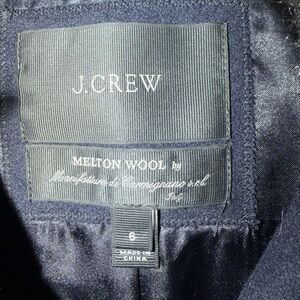 J.CREW
MELTON WOOL by
Manifattura di Carmignano s.r.l
Italy
6
MADE IN
CHINA